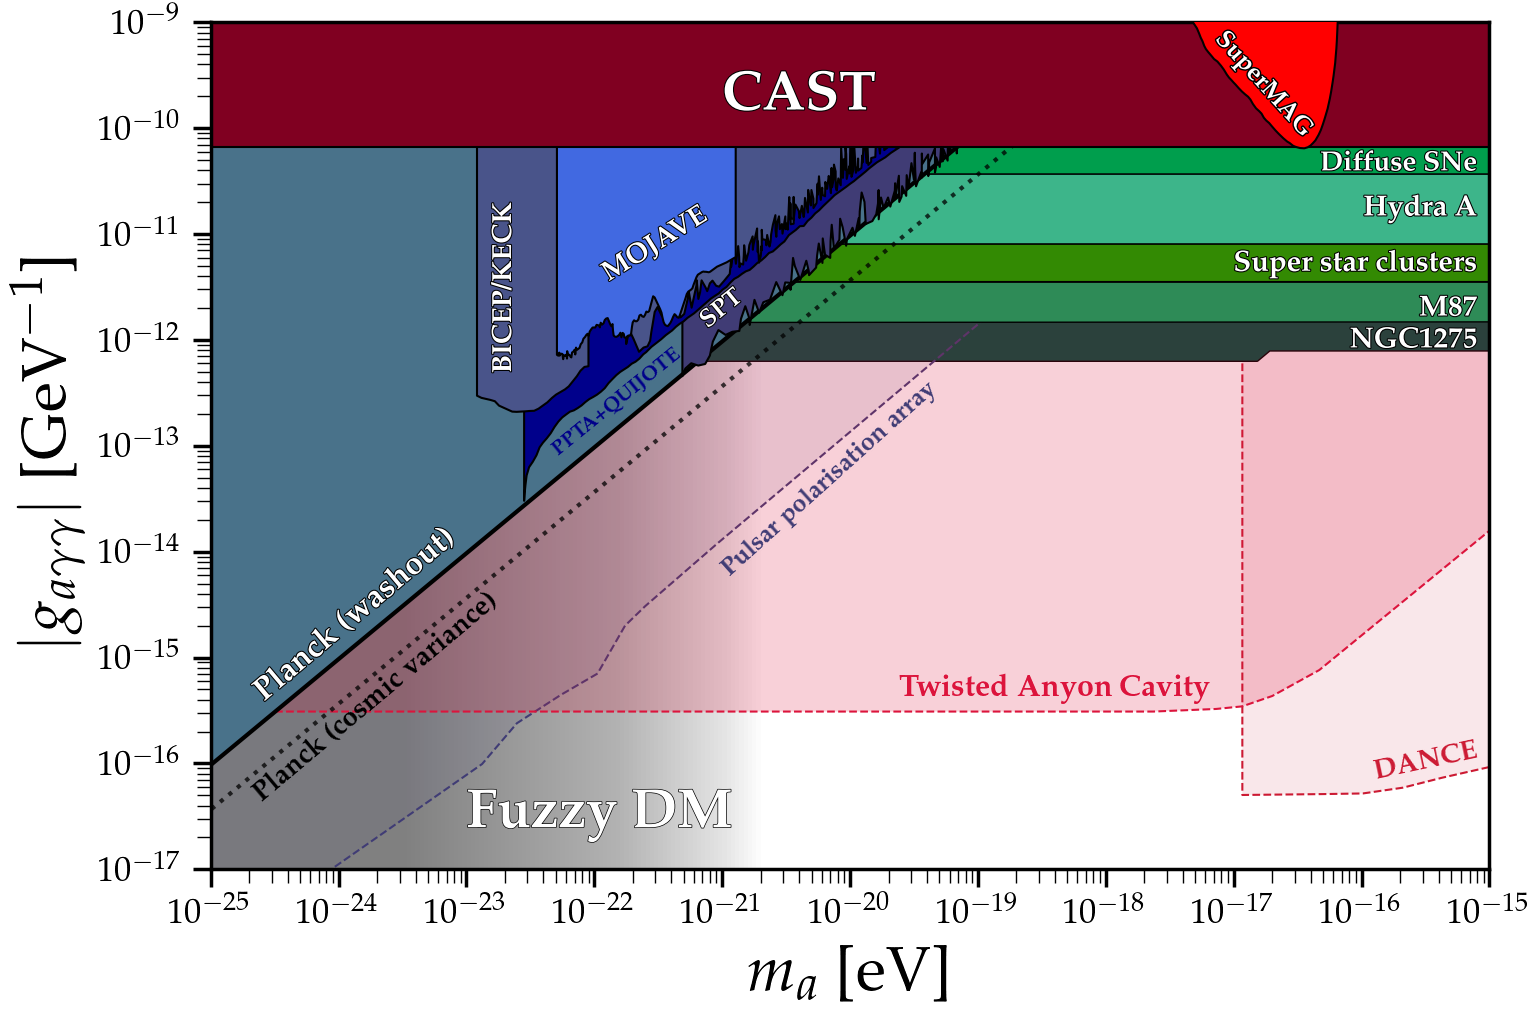 10⁻⁹
10⁻¹⁰
10⁻¹¹
10⁻¹²
10⁻¹³
10⁻¹⁴
10⁻¹⁵
10⁻¹⁶
10⁻¹⁷
|gₐγγ| [GeV⁻¹]
CAST
SuperMAG
Diffuse SNe
Hydra A
Super star clusters
M87
NGC1275
BICEP/KECK
MOJAVE
SPT
PPTA+QUIJOTE
Pulsar polarisation array
Planck (washout)
Planck (cosmic variance)
Twisted Anyon Cavity
DANCE
Fuzzy DM
10⁻²⁵ 10⁻²⁴ 10⁻²³ 10⁻²² 10⁻²¹ 10⁻²⁰ 10⁻¹⁹ 10⁻¹⁸ 10⁻¹⁷ 10⁻¹⁶ 10⁻¹⁵
mₐ [eV]